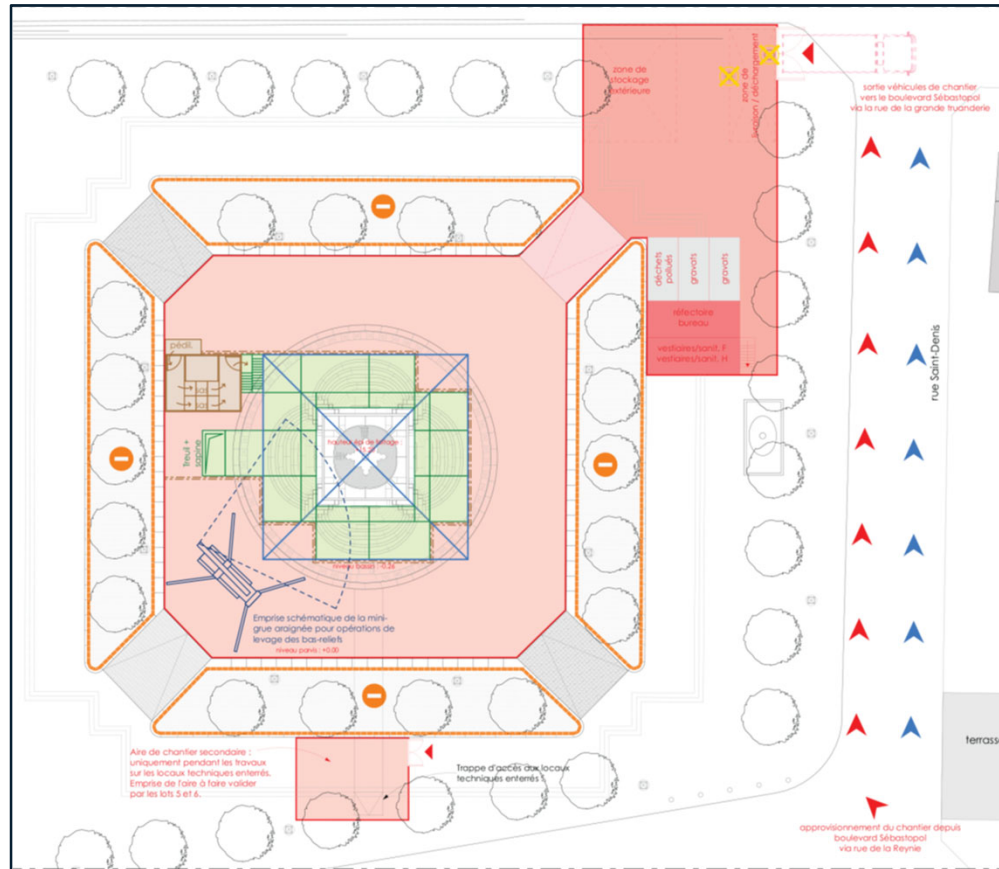 zone de
stockage
extérieure
zone de
livraison / déchargement
sortie véhicules de chantier
vers le boulevard Sébastopol
via la rue de la grande truanderie
déchets
pollués
gravats
gravats
réfectoire
bureau
vestiaires/sanit. F
vestiaires/sanit. H
rue Saint-Denis
pédil.
SAS
SAS
Treuil +
sapine
Emprise schématique de la mini-
grue araignée pour opérations de
levage des bas-reliefs
niveau parvis : +0.00
Aire de chantier secondaire :
uniquement pendant les travaux
sur les locaux techniques enterrés.
Emprise de l'aire à faire valider
par les lots 5 et 6.
Trappe d'accès aux locaux
techniques enterrés
terrasse
approvisionnement du chantier depuis
boulevard Sébastopol
via rue de la Reynie